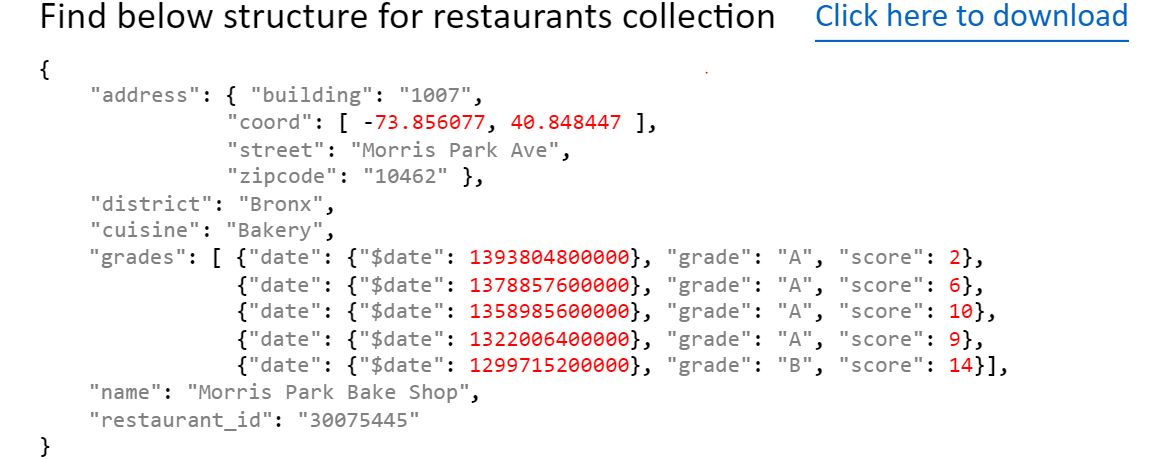 Find below structure for restaurants collection Click here to download
{
"address": { "building": "1007",
"coord": [ -73.856077, 40.848447 ],
"street": "Morris Park Ave",
"zipcode": "10462" },
"district": "Bronx",
"cuisine": "Bakery",
"grades": [ {"date": {"$date": 1393804800000}, "grade": "A", "score": 2},
{"date": {"$date": 1378857600000}, "grade": "A", "score": 6},
{"date": {"$date": 1358985600000}, "grade": "A", "score": 10},
{"date": {"$date": 1322006400000}, "grade": "A", "score": 9},
{"date": {"$date": 1299715200000}, "grade": "B", "score": 14}],
"name": "Morris Park Bake Shop",
"restaurant_id": "30075445"
}